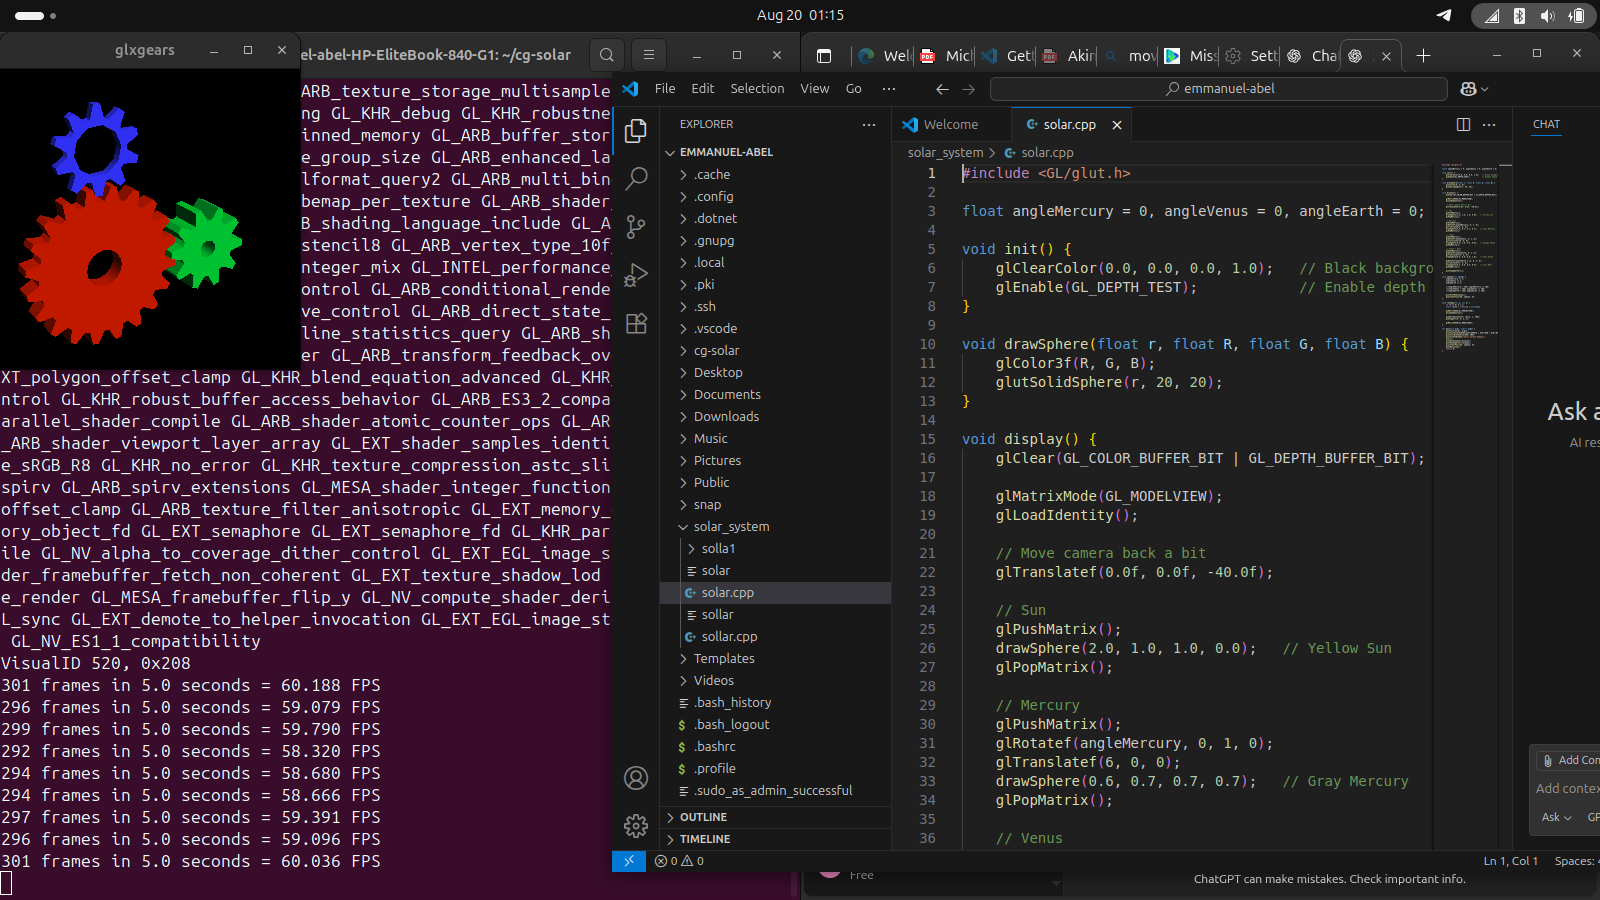 Aug 20 01:15
glxgears
el-abel-HP-EliteBook-840-G1: ~/cg-solar
ARB_texture_storage_multisample
ng GL_KHR_debug GL_KHR_robustne
inned_memory GL_ARB_buffer_stor
e_group_size GL_ARB_enhanced_la
lformat_query2 GL_ARB_multi_bin
bemap_per_texture GL_ARB_shader_
B_shading_language_include GL_A
stencil8 GL_ARB_vertex_type_10f_
nteger_mix GL_INTEL_performance_
ontrol GL_ARB_conditional_rende
ve_control GL_ARB_direct_state_
line_statistics_query GL_ARB_sh
er GL_ARB_transform_feedback_ov
XT_polygon_offset_clamp GL_KHR_blend_equation_advanced GL_KHR_
ntrol GL_KHR_robust_buffer_access_behavior GL_ARB_ES3_2_compa
arallel_shader_compile GL_ARB_shader_atomic_counter_ops GL_AR
_ARB_shader_viewport_layer_array GL_EXT_shader_samples_identi
e_sRGB_R8 GL_KHR_no_error GL_KHR_texture_compression_astc_sli
spirv GL_ARB_spirv_extensions GL_MESA_shader_integer_function
offset_clamp GL_ARB_texture_filter_anisotropic GL_EXT_memory_
ory_object_fd GL_EXT_semaphore GL_EXT_semaphore_fd GL_KHR_par
ile GL_NV_alpha_to_coverage_dither_control GL_EXT_EGL_image_s
der_framebuffer_fetch_non_coherent GL_EXT_texture_shadow_lod
e_render GL_MESA_framebuffer_flip_y GL_NV_compute_shader_deri
L_sync GL_EXT_demote_to_helper_invocation GL_EXT_EGL_image_st
GL_NV_ES1_1_compatibility
VisualID 520, 0x208
301 frames in 5.0 seconds = 60.188 FPS
296 frames in 5.0 seconds = 59.079 FPS
299 frames in 5.0 seconds = 59.790 FPS
292 frames in 5.0 seconds = 58.320 FPS
294 frames in 5.0 seconds = 58.680 FPS
294 frames in 5.0 seconds = 58.666 FPS
297 frames in 5.0 seconds = 59.391 FPS
296 frames in 5.0 seconds = 59.096 FPS
301 frames in 5.0 seconds = 60.036 FPS
Welc Mic Gett Akir mov Miss Sett Cha
File Edit Selection View Go
emmanuel-abel
EXPLORER
EMMANUEL-ABEL
.cache
.config
.dotnet
.gnupg
.local
.pki
.ssh
.vscode
cg-solar
Desktop
Documents
Downloads
Music
Pictures
Public
snap
solar_system
solla1
solar
solar.cpp
sollar
sollar.cpp
Templates
Videos
.bash_history
.bash_logout
.bashrc
.profile
.sudo_as_admin_successful
OUTLINE
TIMELINE
Welcome solar.cpp
solar_system > solar.cpp
1 #include <GL/glut.h>
2
3 float angleMercury = 0, angleVenus = 0, angleEarth = 0;
4
5 void init() {
6 glClearColor(0.0, 0.0, 0.0, 1.0); // Black backgro
7 glEnable(GL_DEPTH_TEST); // Enable depth
8 }
9
10 void drawSphere(float r, float R, float G, float B) {
11 glColor3f(R, G, B);
12 glutSolidSphere(r, 20, 20);
13 }
14
15 void display() {
16 glClear(GL_COLOR_BUFFER_BIT | GL_DEPTH_BUFFER_BIT);
17
18 glMatrixMode(GL_MODELVIEW);
19 glLoadIdentity();
20
21 // Move camera back a bit
22 glTranslatef(0.0f, 0.0f, -40.0f);
23
24 // Sun
25 glPushMatrix();
26 drawSphere(2.0, 1.0, 1.0, 0.0); // Yellow Sun
27 glPopMatrix();
28
29 // Mercury
30 glPushMatrix();
31 glRotatef(angleMercury, 0, 1, 0);
32 glTranslatef(6, 0, 0);
33 drawSphere(0.6, 0.7, 0.7, 0.7); // Gray Mercury
34 glPopMatrix();
35
36 // Venus
CHAT
Ask a
AI res
Add Con
Add contex
Ask GP
0 0
Ln 1, Col 1 Spaces: 4
Free
ChatGPT can make mistakes. Check important info.